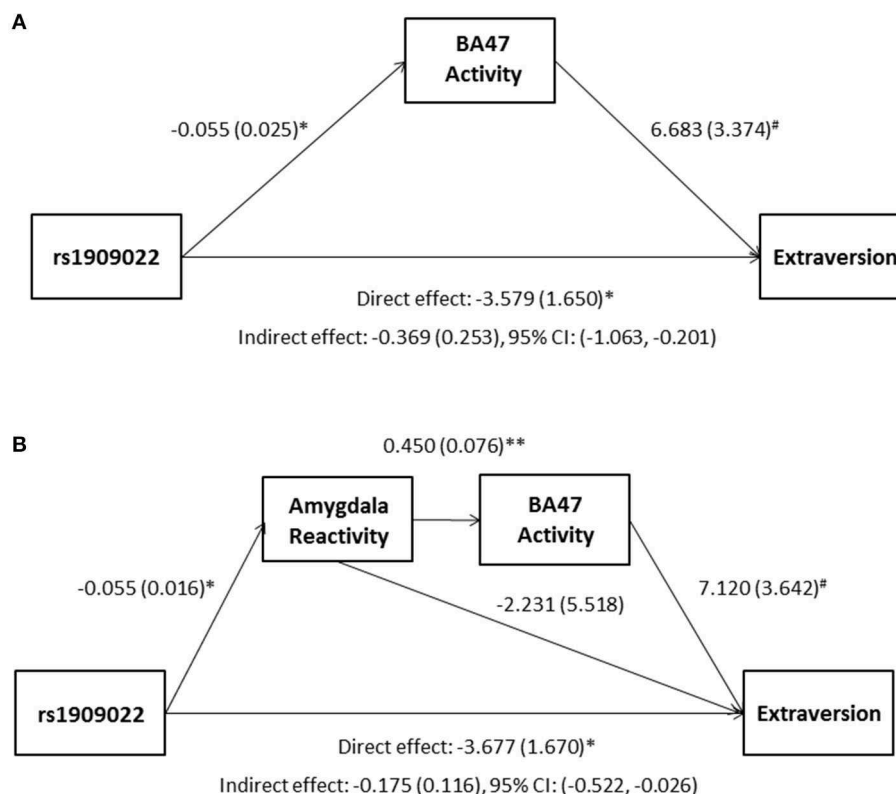 A
BA47
Activity
-0.055 (0.025)*
6.683 (3.374)#
rs1909022
Extraversion
Direct effect: -3.579 (1.650)*
Indirect effect: -0.369 (0.253), 95% CI: (-1.063, -0.201)
B
0.450 (0.076)**
Amygdala
Reactivity
BA47
Activity
-0.055 (0.016)*
-2.231 (5.518)
7.120 (3.642)#
rs1909022
Extraversion
Direct effect: -3.677 (1.670)*
Indirect effect: -0.175 (0.116), 95% CI: (-0.522, -0.026)